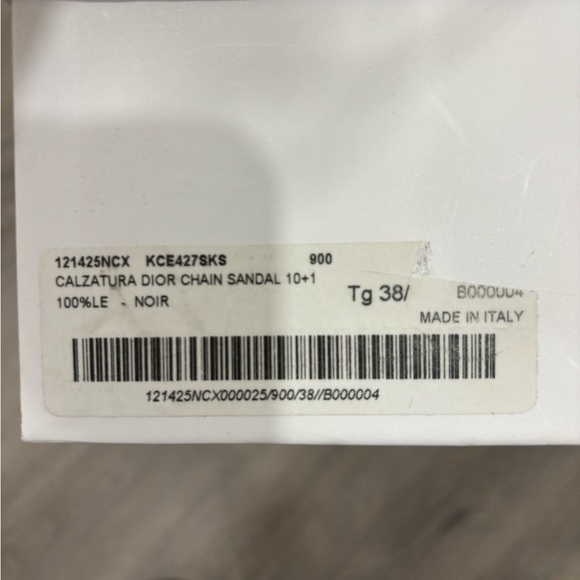 121425NCX KCE427SKS 900
CALZATURA DIOR CHAIN SANDAL 10+1
100%LE - NOIR Tg 38/ B000004
MADE IN ITALY
121425NCX000025/900/38//B000004